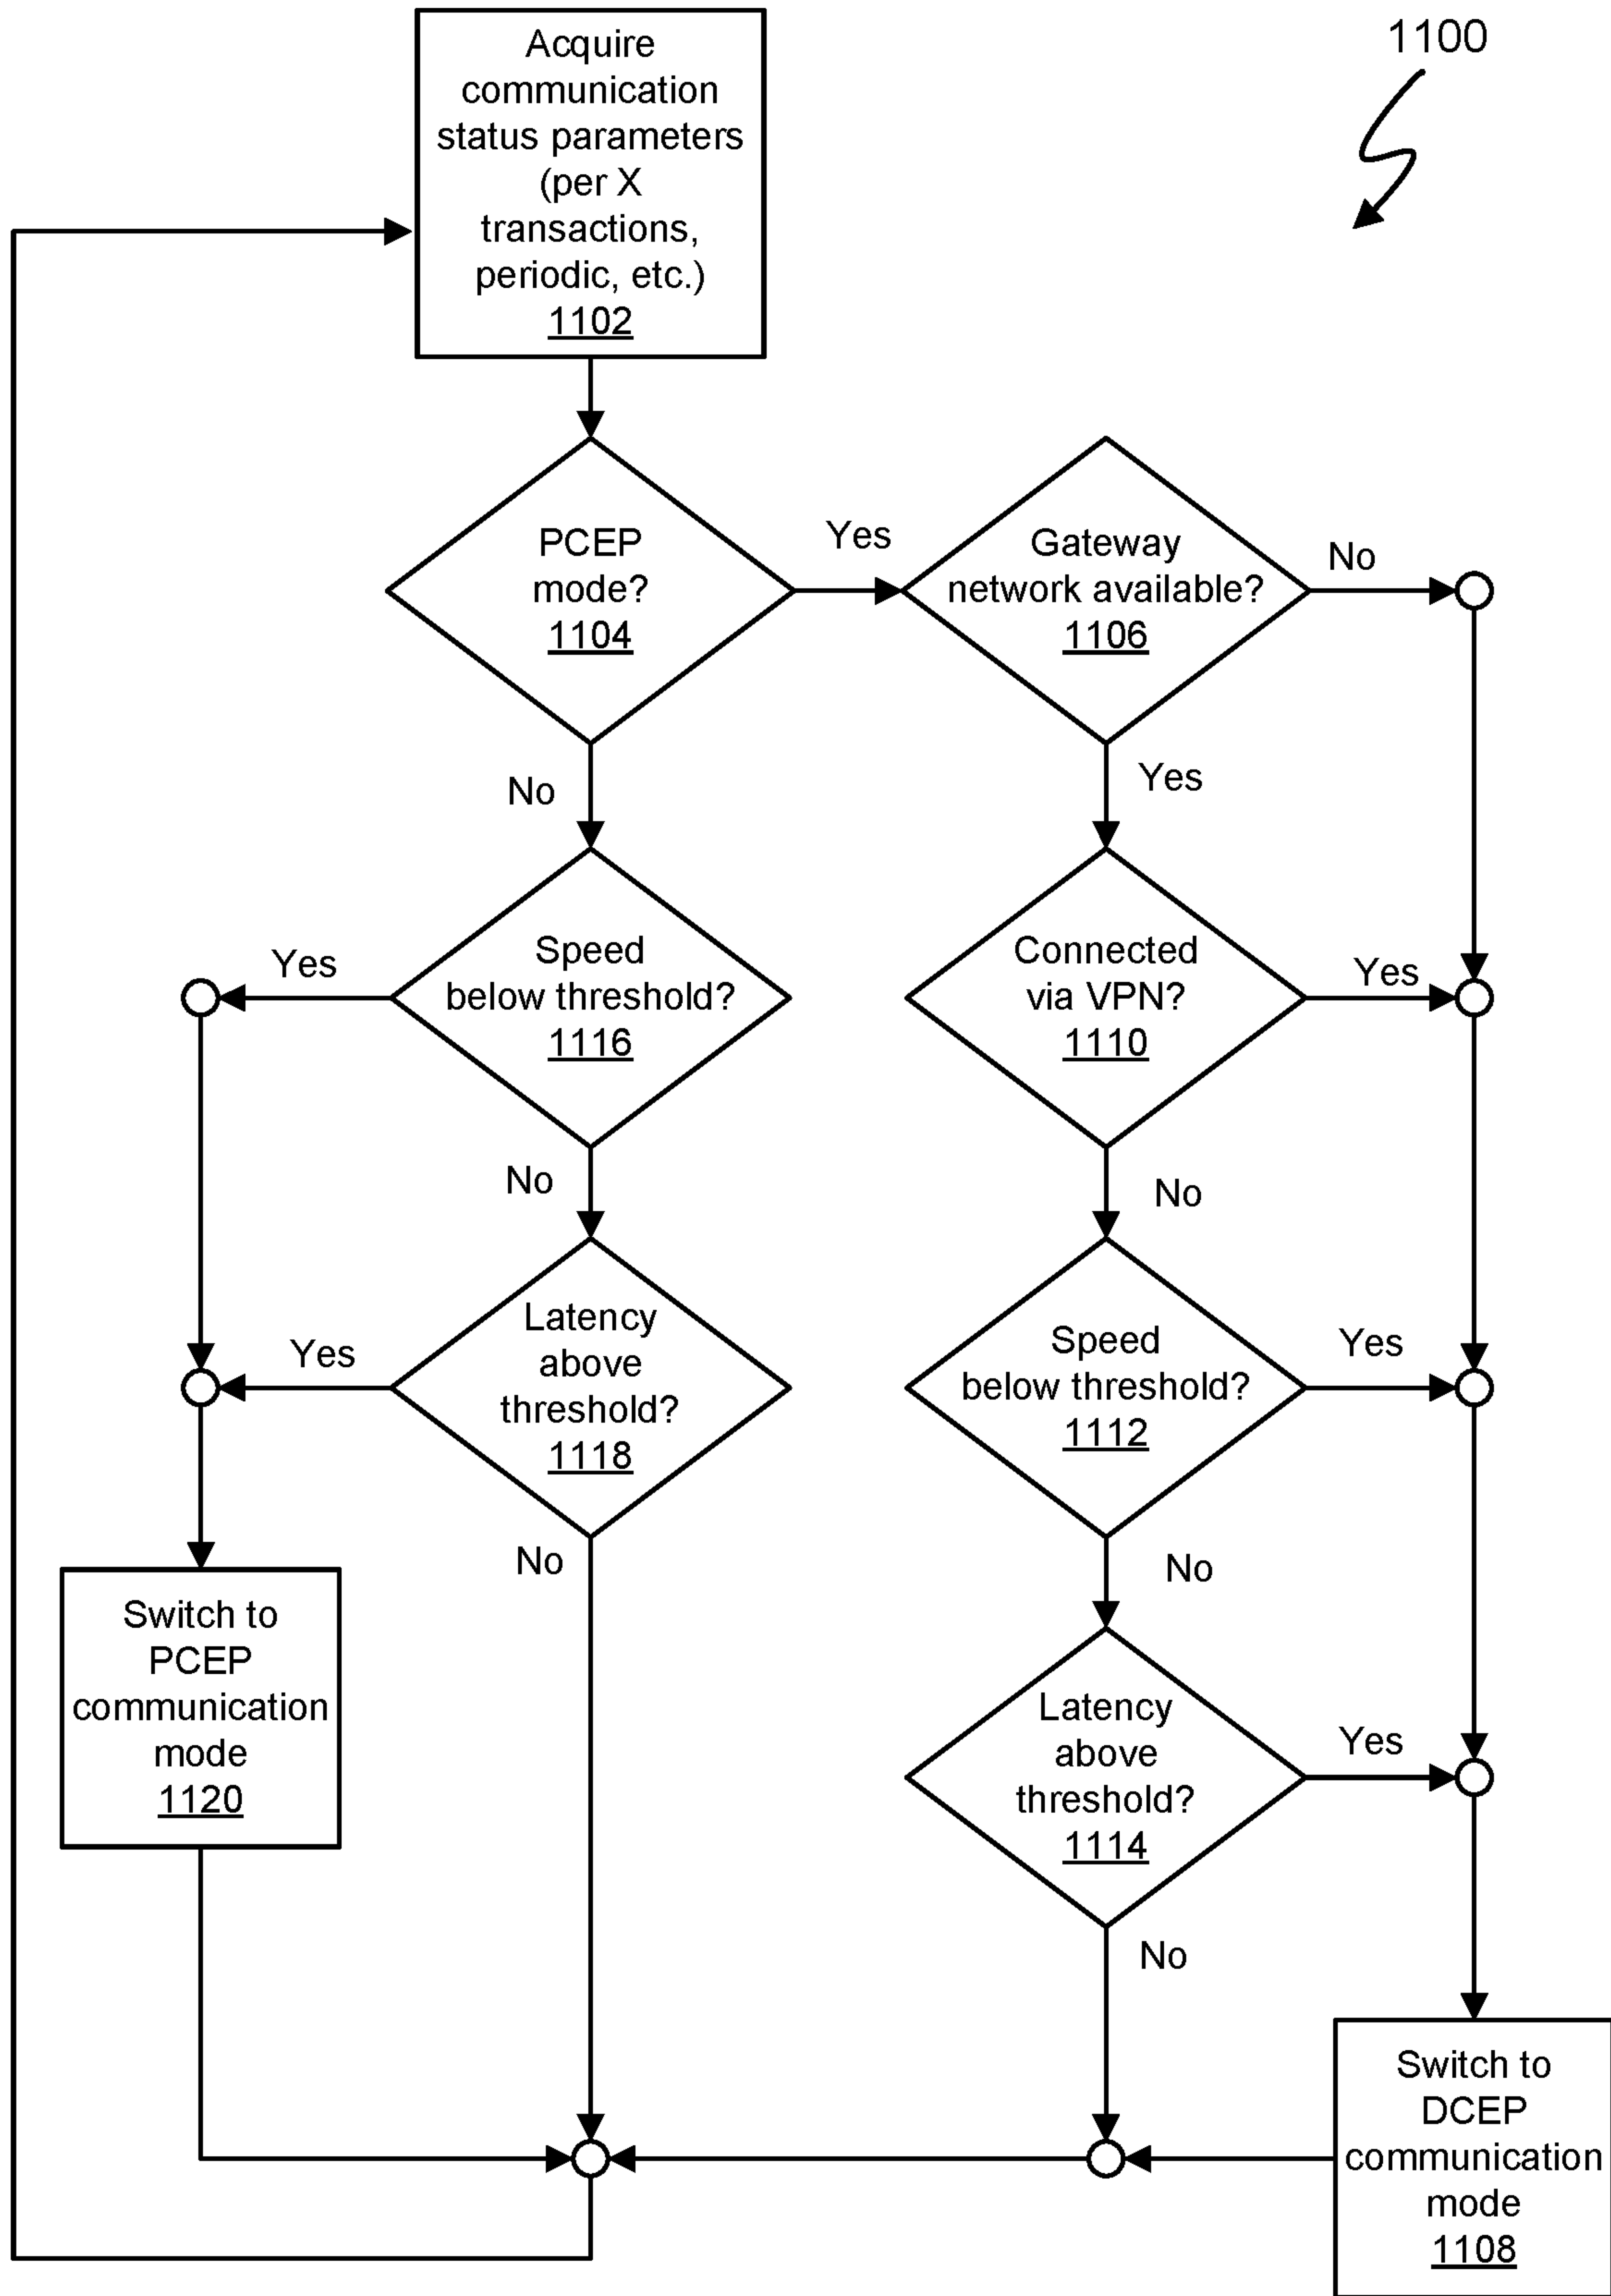 1100
Acquire
communication
status parameters
(per X
transactions,
periodic, etc.)
1102
PCEP
mode?
1104
Yes
Gateway
network available?
1106
No
No
Yes
Yes
Speed
below threshold?
1116
Connected
via VPN?
1110
Yes
No
No
Yes
Latency
above
threshold?
1118
Speed
below threshold?
1112
Yes
No
No
Switch to
PCEP
communication
mode
1120
Latency
above
threshold?
1114
Yes
No
Switch to
DCEP
communication
mode
1108